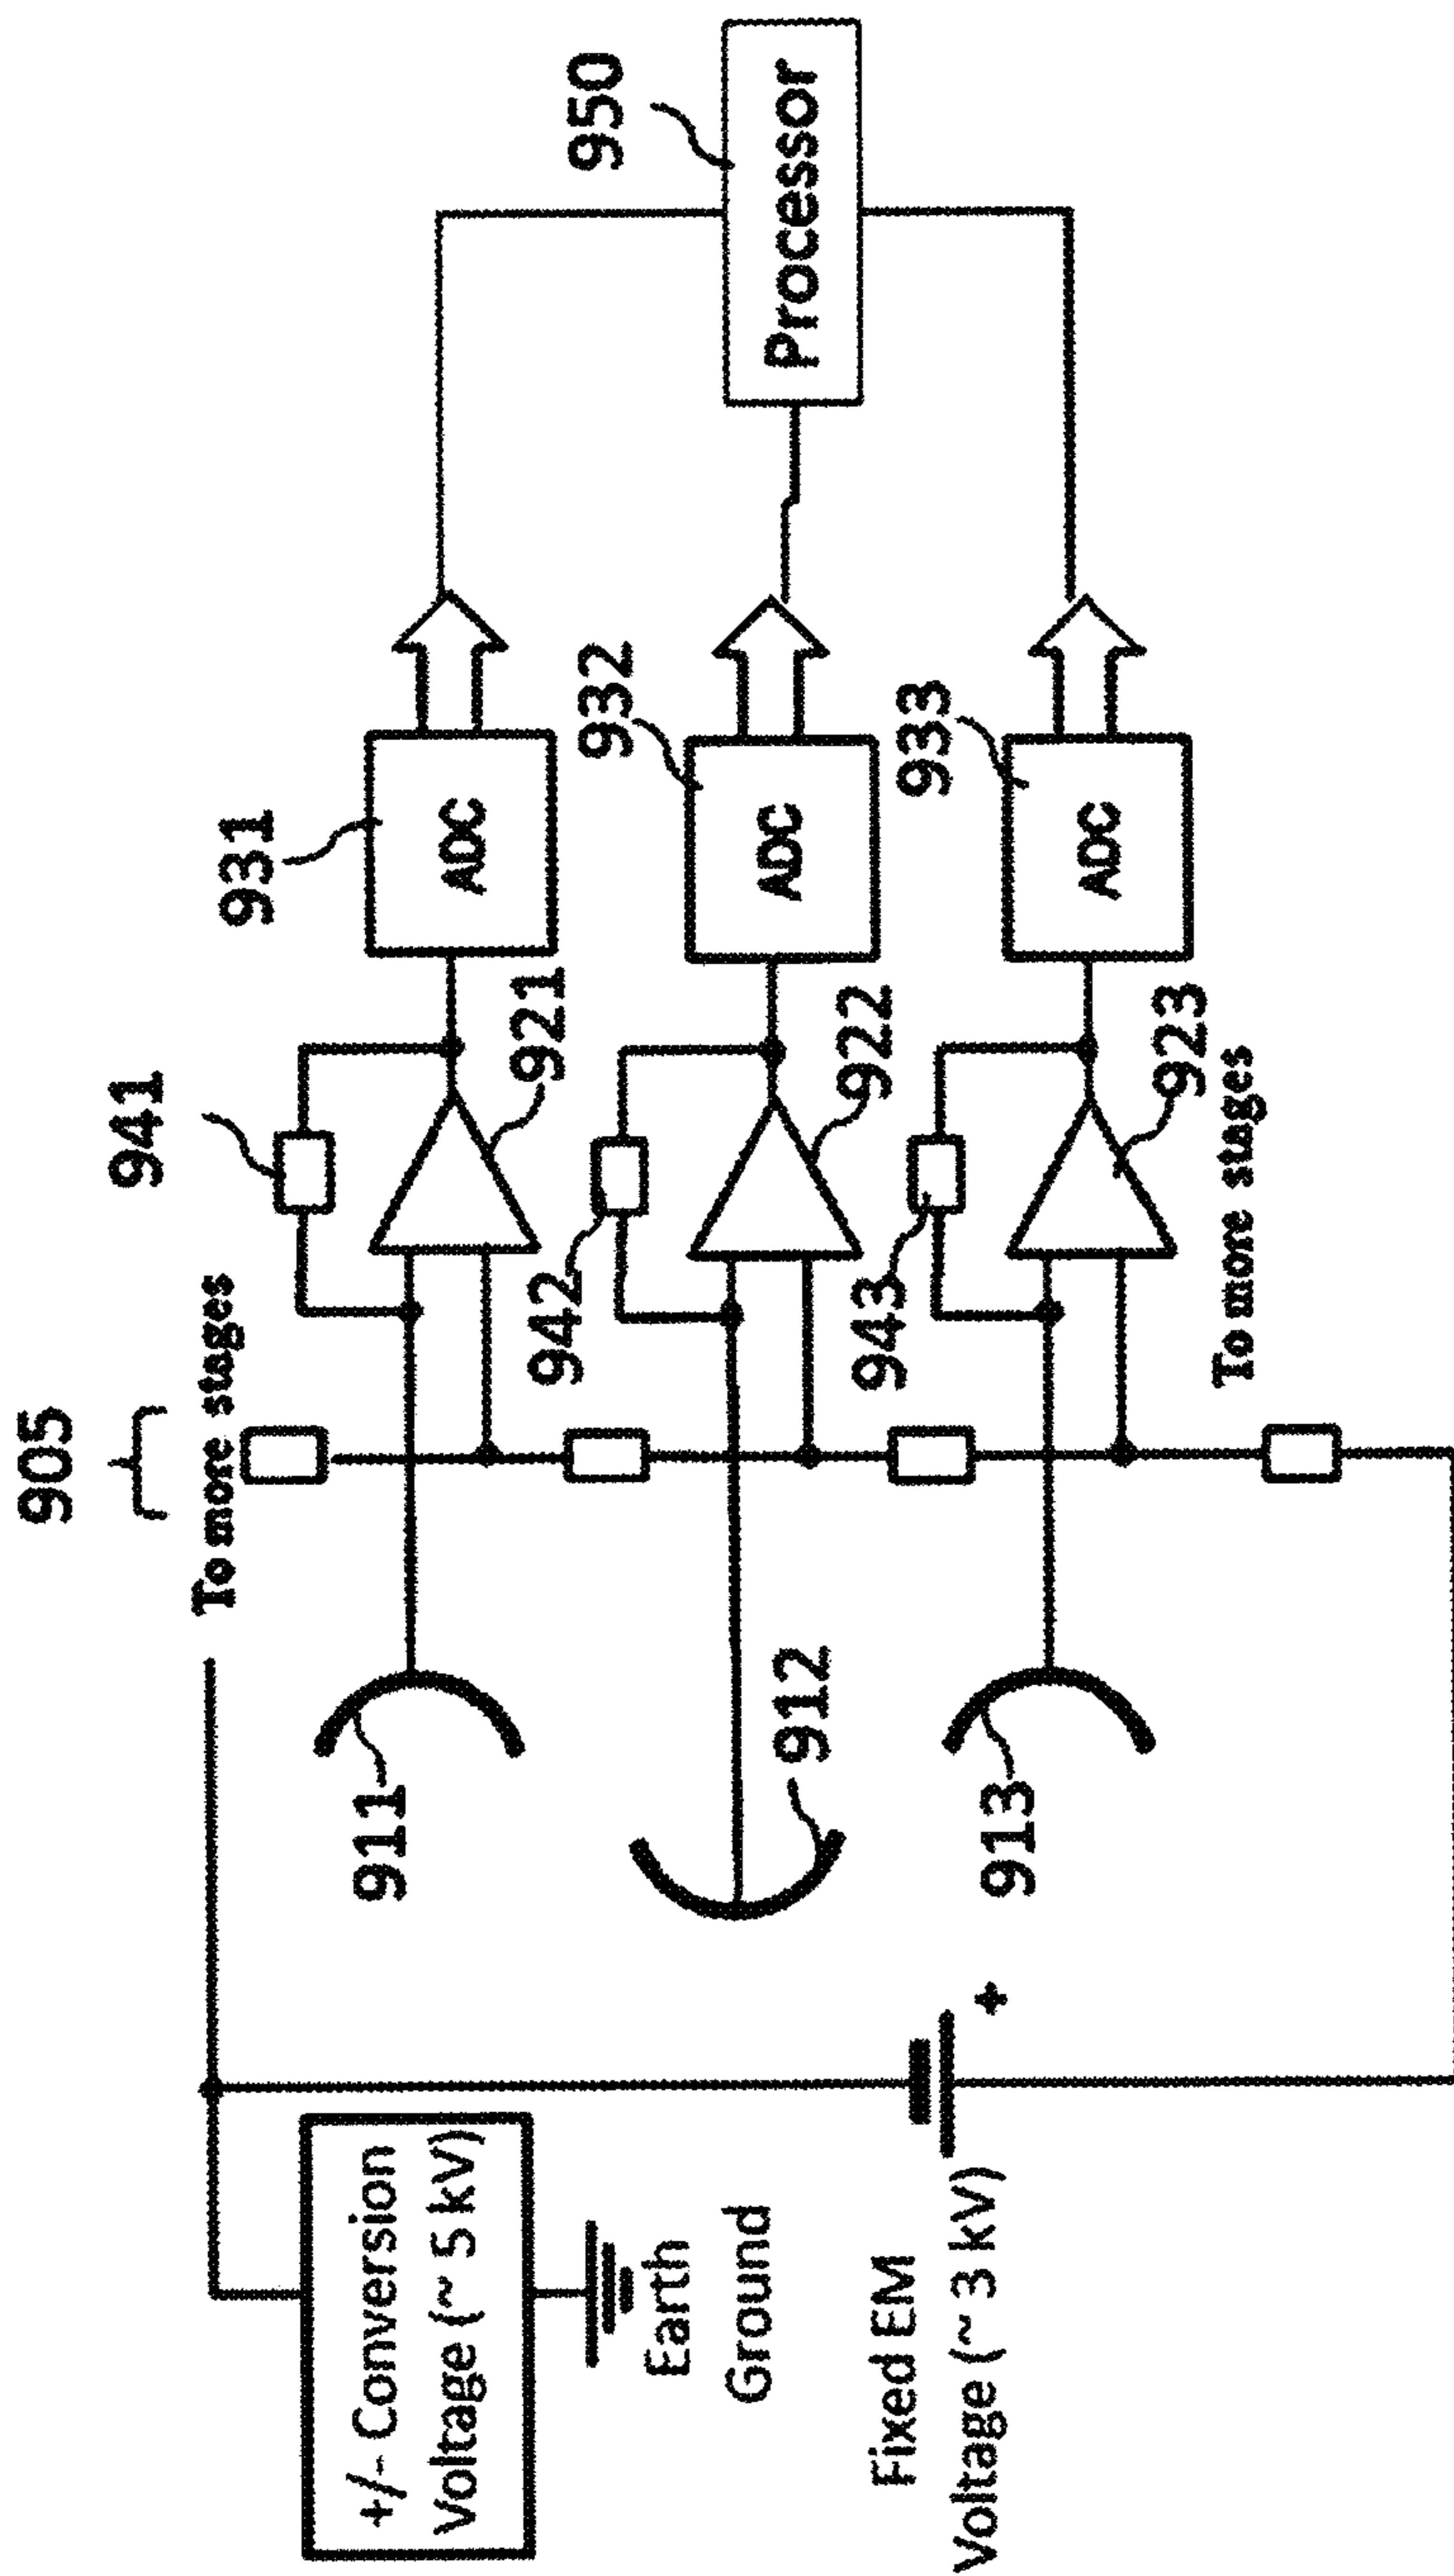 905
To more stages
941
931
950
911
921
ADC
942
932
912
922
ADC
Processor
943
933
913
923
ADC
To more stages
+/- Conversion
Voltage (~ 5 kV)
Earth
Ground
Fixed EM
Voltage (~ 3 kV)
+